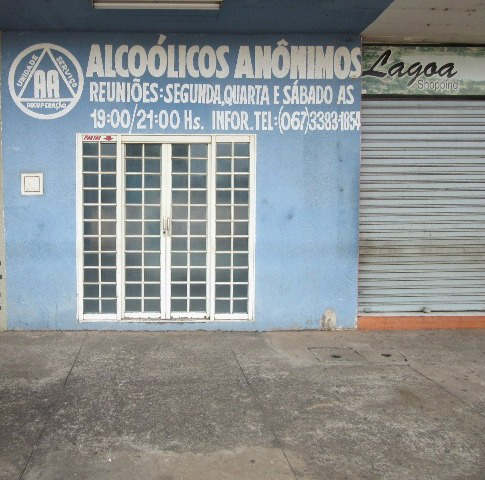 UNIDADE SERVIÇO
AA
RECUPERAÇÃO
ALCOÓLICOS ANÔNIMOS
REUNIÕES: SEGUNDA, QUARTA E SÁBADO AS
19:00/21:00 Hs. INFOR. TEL: (067) 3383-1854
Lagoa
Shopping